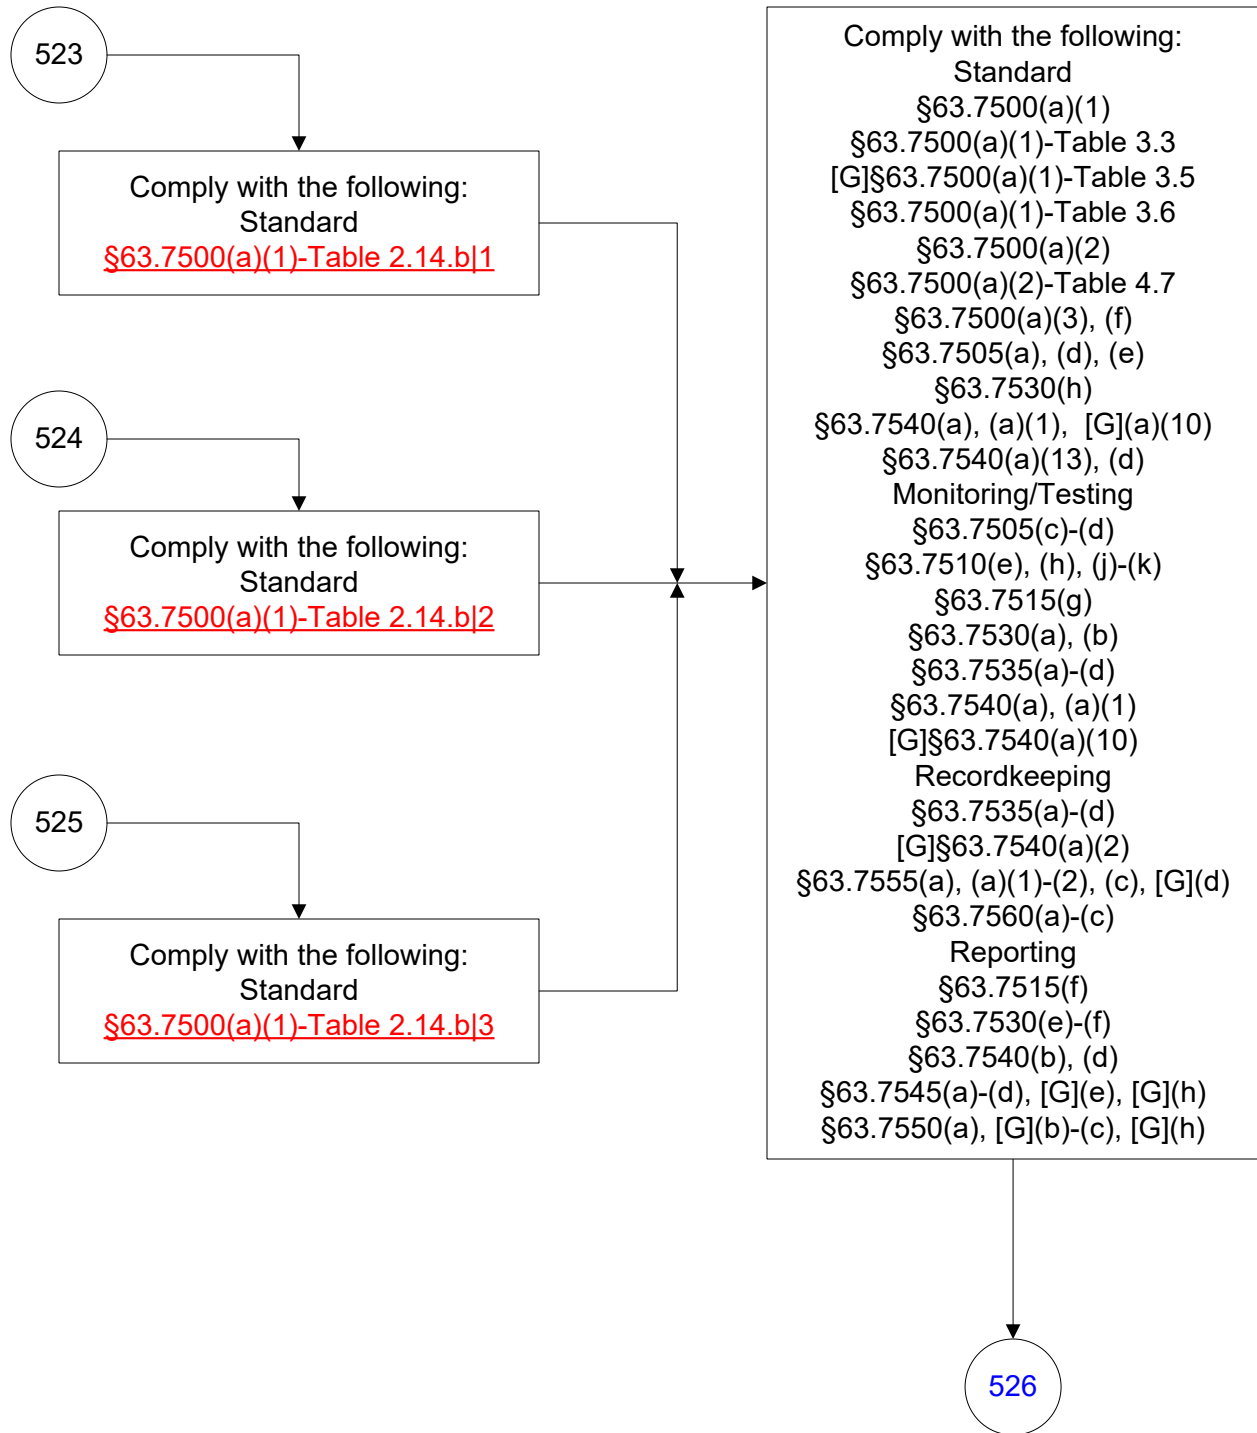 523
Comply with the following:
Standard
§63.7500(a)(1)-Table 2.14.b|1
524
Comply with the following:
Standard
§63.7500(a)(1)-Table 2.14.b|2
525
Comply with the following:
Standard
§63.7500(a)(1)-Table 2.14.b|3
Comply with the following:
Standard
§63.7500(a)(1)
§63.7500(a)(1)-Table 3.3
[G]§63.7500(a)(1)-Table 3.5
§63.7500(a)(1)-Table 3.6
§63.7500(a)(2)
§63.7500(a)(2)-Table 4.7
§63.7500(a)(3), (f)
§63.7505(a), (d), (e)
§63.7530(h)
§63.7540(a), (a)(1), [G](a)(10)
§63.7540(a)(13), (d)
Monitoring/Testing
§63.7505(c)-(d)
§63.7510(e), (h), (j)-(k)
§63.7515(g)
§63.7530(a), (b)
§63.7535(a)-(d)
§63.7540(a), (a)(1)
[G]§63.7540(a)(10)
Recordkeeping
§63.7535(a)-(d)
[G]§63.7540(a)(2)
§63.7555(a), (a)(1)-(2), (c), [G](d)
§63.7560(a)-(c)
Reporting
§63.7515(f)
§63.7530(e)-(f)
§63.7540(b), (d)
§63.7545(a)-(d), [G](e), [G](h)
§63.7550(a), [G](b)-(c), [G](h)
526